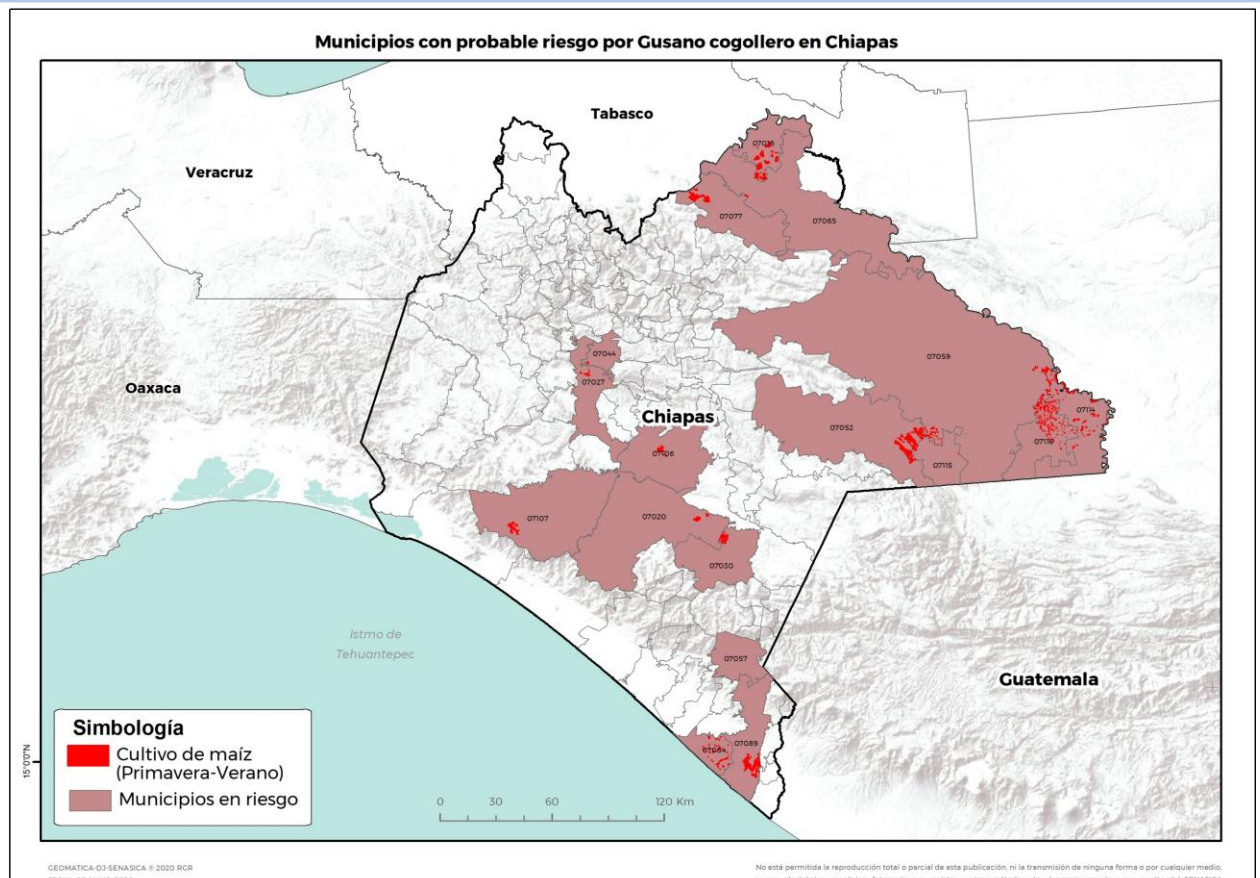 Municipios con probable riesgo por Gusano cogollero en Chiapas
Tabasco
Veracruz
07016
07077
07065
07059
07044
07027
Oaxaca
Chiapas
07114
07052
07115
07106
07107
07020
07030
Istmo de
Tehuantepec
07057
Guatemala
07089
Simbología
Cultivo de maíz
(Primavera-Verano)
Municipios en riesgo
15°0'0"N
0 30 60 120 Km
GEOMATICA-DJ-SENASICA © 2020 RGR
No está permitida la reproducción total o parcial de esta publicación, ni la transmisión de ninguna forma o por cualquier medio,